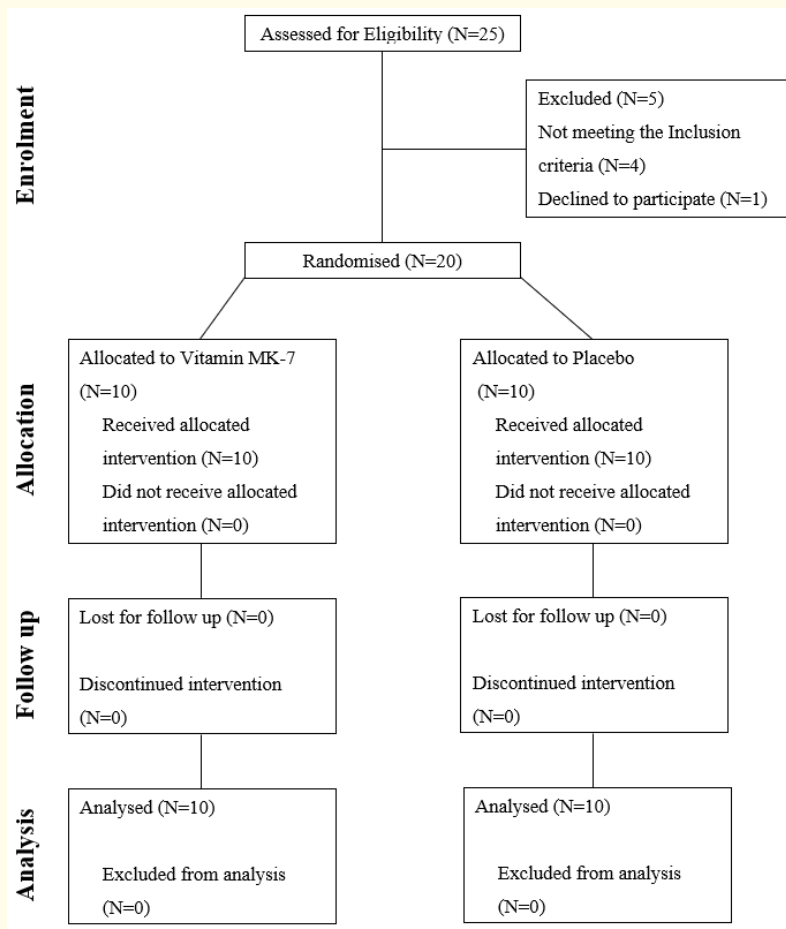 Assessed for Eligibility (N=25)
Enrolment
Excluded (N=5)
Not meeting the Inclusion
criteria (N=4)
Declined to participate (N=1)
Randomised (N=20)
Allocation
Allocated to Vitamin MK-7
(N=10)
Received allocated
intervention (N=10)
Did not receive allocated
intervention (N=0)
Allocated to Placebo
(N=10)
Received allocated
intervention (N=10)
Did not receive allocated
intervention (N=0)
Follow up
Lost for follow up (N=0)
Discontinued intervention
(N=0)
Lost for follow up (N=0)
Discontinued intervention
(N=0)
Analysis
Analysed (N=10)
Excluded from analysis
(N=0)
Analysed (N=10)
Excluded from analysis
(N=0)